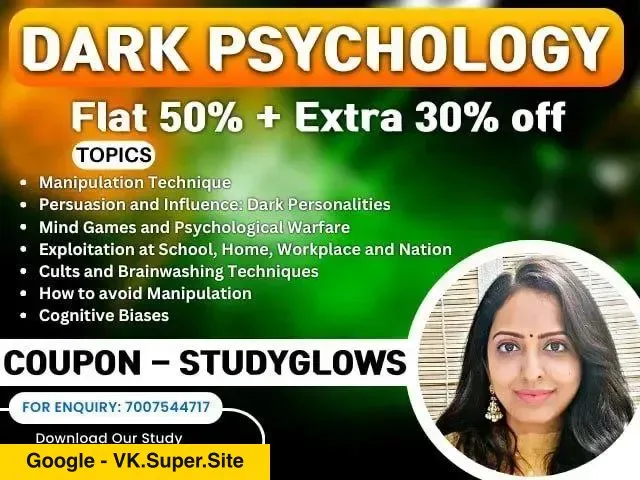 DARK PSYCHOLOGY
Flat 50% + Extra 30% off
TOPICS
• Manipulation Technique
• Persuasion and Influence: Dark Personalities
• Mind Games and Psychological Warfare
• Exploitation at School, Home, Workplace and Nation
• Cults and Brainwashing Techniques
• How to avoid Manipulation
• Cognitive Biases
COUPON – STUDYGLOWS
FOR ENQUIRY: 7007544717
Download Our Study
Google - VK.Super.Site